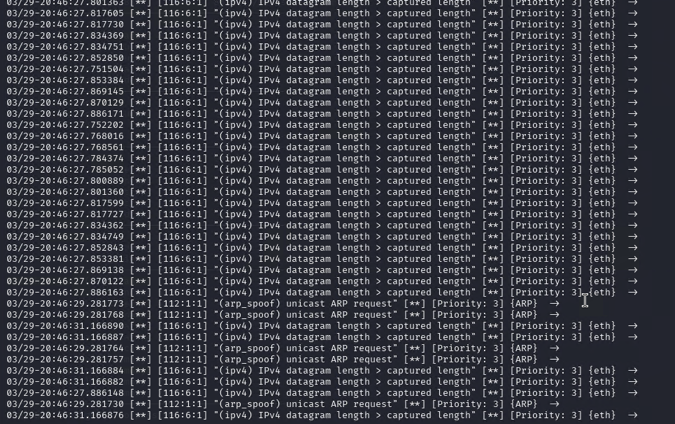 03/29-20:46:27.801363 [**] [116:6:1] "(ipv4) IPv4 datagram length > captured length" [**] [Priority: 3] {eth}  →
03/29-20:46:27.817605 [**] [116:6:1] "(ipv4) IPv4 datagram length > captured length" [**] [Priority: 3] {eth}  →
03/29-20:46:27.817730 [**] [116:6:1] "(ipv4) IPv4 datagram length > captured length" [**] [Priority: 3] {eth}  →
03/29-20:46:27.834369 [**] [116:6:1] "(ipv4) IPv4 datagram length > captured length" [**] [Priority: 3] {eth}  →
03/29-20:46:27.834751 [**] [116:6:1] "(ipv4) IPv4 datagram length > captured length" [**] [Priority: 3] {eth}  →
03/29-20:46:27.852850 [**] [116:6:1] "(ipv4) IPv4 datagram length > captured length" [**] [Priority: 3] {eth}  →
03/29-20:46:27.751504 [**] [116:6:1] "(ipv4) IPv4 datagram length > captured length" [**] [Priority: 3] {eth}  →
03/29-20:46:27.853384 [**] [116:6:1] "(ipv4) IPv4 datagram length > captured length" [**] [Priority: 3] {eth}  →
03/29-20:46:27.869145 [**] [116:6:1] "(ipv4) IPv4 datagram length > captured length" [**] [Priority: 3] {eth}  →
03/29-20:46:27.870129 [**] [116:6:1] "(ipv4) IPv4 datagram length > captured length" [**] [Priority: 3] {eth}  →
03/29-20:46:27.886171 [**] [116:6:1] "(ipv4) IPv4 datagram length > captured length" [**] [Priority: 3] {eth}  →
03/29-20:46:27.752202 [**] [116:6:1] "(ipv4) IPv4 datagram length > captured length" [**] [Priority: 3] {eth}  →
03/29-20:46:27.768016 [**] [116:6:1] "(ipv4) IPv4 datagram length > captured length" [**] [Priority: 3] {eth}  →
03/29-20:46:27.768561 [**] [116:6:1] "(ipv4) IPv4 datagram length > captured length" [**] [Priority: 3] {eth}  →
03/29-20:46:27.784374 [**] [116:6:1] "(ipv4) IPv4 datagram length > captured length" [**] [Priority: 3] {eth}  →
03/29-20:46:27.785052 [**] [116:6:1] "(ipv4) IPv4 datagram length > captured length" [**] [Priority: 3] {eth}  →
03/29-20:46:27.800889 [**] [116:6:1] "(ipv4) IPv4 datagram length > captured length" [**] [Priority: 3] {eth}  →
03/29-20:46:27.801360 [**] [116:6:1] "(ipv4) IPv4 datagram length > captured length" [**] [Priority: 3] {eth}  →
03/29-20:46:27.817599 [**] [116:6:1] "(ipv4) IPv4 datagram length > captured length" [**] [Priority: 3] {eth}  →
03/29-20:46:27.817727 [**] [116:6:1] "(ipv4) IPv4 datagram length > captured length" [**] [Priority: 3] {eth}  →
03/29-20:46:27.834362 [**] [116:6:1] "(ipv4) IPv4 datagram length > captured length" [**] [Priority: 3] {eth}  →
03/29-20:46:27.834749 [**] [116:6:1] "(ipv4) IPv4 datagram length > captured length" [**] [Priority: 3] {eth}  →
03/29-20:46:27.852843 [**] [116:6:1] "(ipv4) IPv4 datagram length > captured length" [**] [Priority: 3] {eth}  →
03/29-20:46:27.853381 [**] [116:6:1] "(ipv4) IPv4 datagram length > captured length" [**] [Priority: 3] {eth}  →
03/29-20:46:27.869138 [**] [116:6:1] "(ipv4) IPv4 datagram length > captured length" [**] [Priority: 3] {eth}  →
03/29-20:46:27.870122 [**] [116:6:1] "(ipv4) IPv4 datagram length > captured length" [**] [Priority: 3] {eth}  →
03/29-20:46:27.886163 [**] [116:6:1] "(ipv4) IPv4 datagram length > captured length" [**] [Priority: 3] {eth}  →
03/29-20:46:29.281773 [**] [112:1:1] "(arp_spoof) unicast ARP request" [**] [Priority: 3] {ARP}  →
03/29-20:46:29.281768 [**] [112:1:1] "(arp_spoof) unicast ARP request" [**] [Priority: 3] {ARP}  →
03/29-20:46:31.166890 [**] [116:6:1] "(ipv4) IPv4 datagram length > captured length" [**] [Priority: 3] {eth}  →
03/29-20:46:31.166887 [**] [116:6:1] "(ipv4) IPv4 datagram length > captured length" [**] [Priority: 3] {eth}  →
03/29-20:46:29.281764 [**] [112:1:1] "(arp_spoof) unicast ARP request" [**] [Priority: 3] {ARP}  →
03/29-20:46:29.281757 [**] [112:1:1] "(arp_spoof) unicast ARP request" [**] [Priority: 3] {ARP}  →
03/29-20:46:31.166884 [**] [116:6:1] "(ipv4) IPv4 datagram length > captured length" [**] [Priority: 3] {eth}  →
03/29-20:46:31.166882 [**] [116:6:1] "(ipv4) IPv4 datagram length > captured length" [**] [Priority: 3] {eth}  →
03/29-20:46:27.886148 [**] [116:6:1] "(ipv4) IPv4 datagram length > captured length" [**] [Priority: 3] {eth}  →
03/29-20:46:29.281730 [**] [112:1:1] "(arp_spoof) unicast ARP request" [**] [Priority: 3] {ARP}  →
03/29-20:46:31.166876 [**] [116:6:1] "(ipv4) IPv4 datagram length > captured length" [**] [Priority: 3] {eth}  →